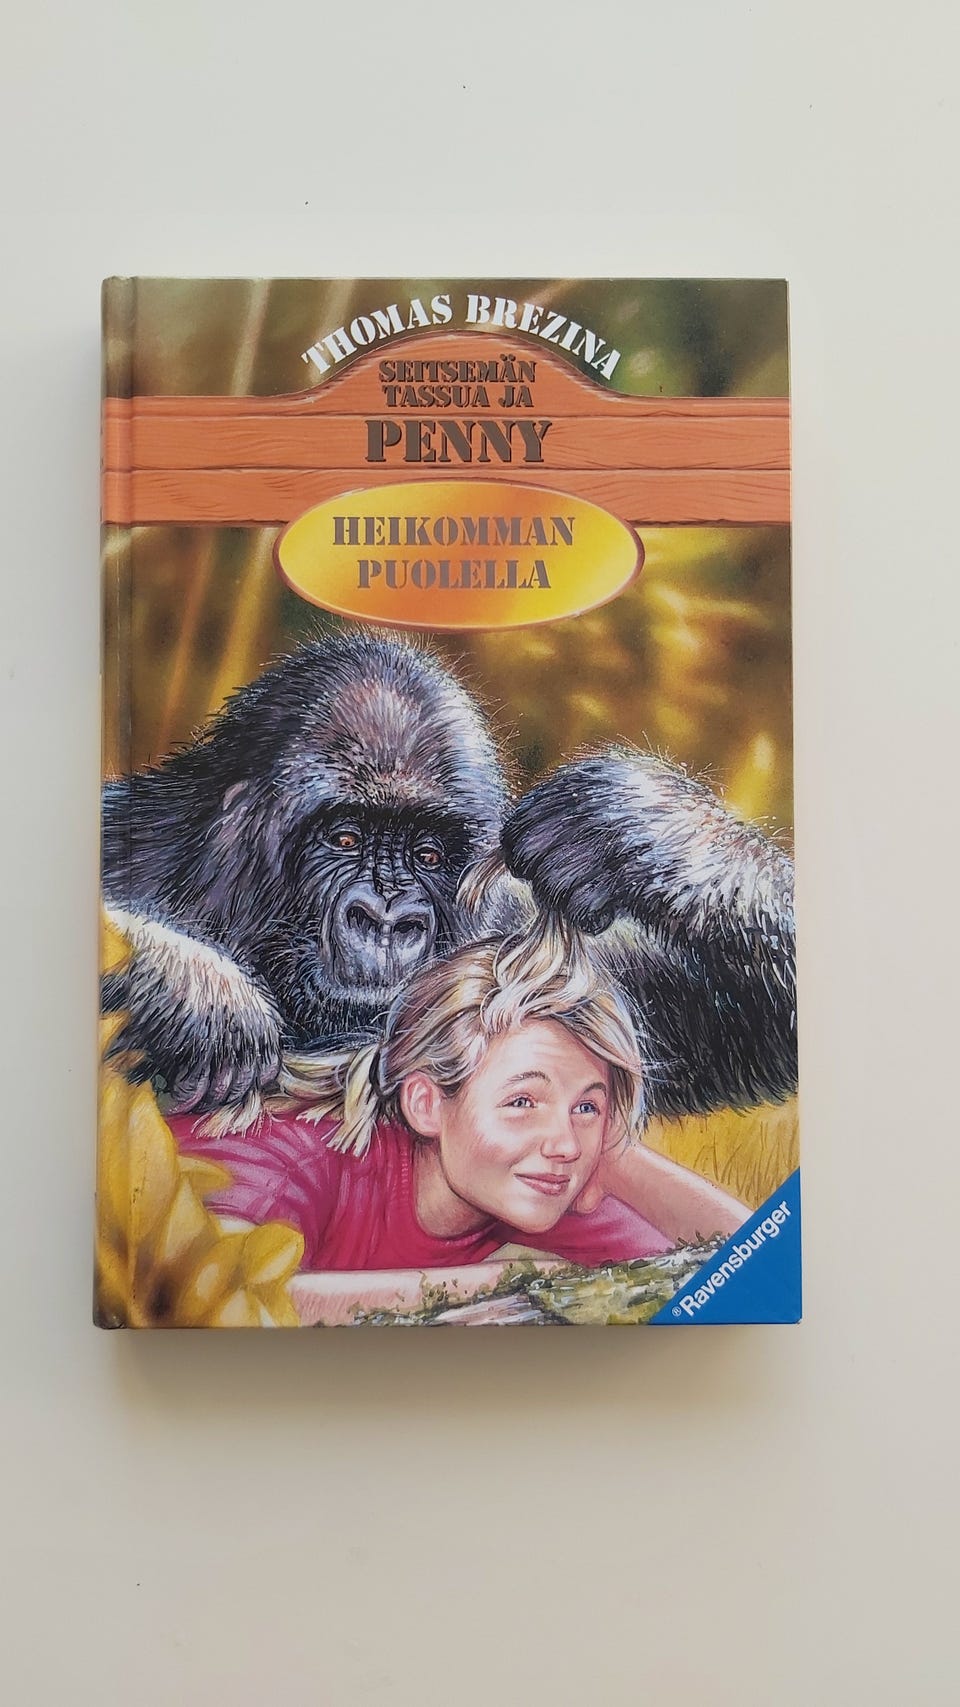 THOMAS BREZINA
SEITSEMÄN
TASSUA JA
PENNY
HEIKOMMAN
PUOLELLA
®Ravensburger